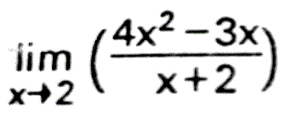 lim x→2 ( (4x² − 3x) / (x + 2) )